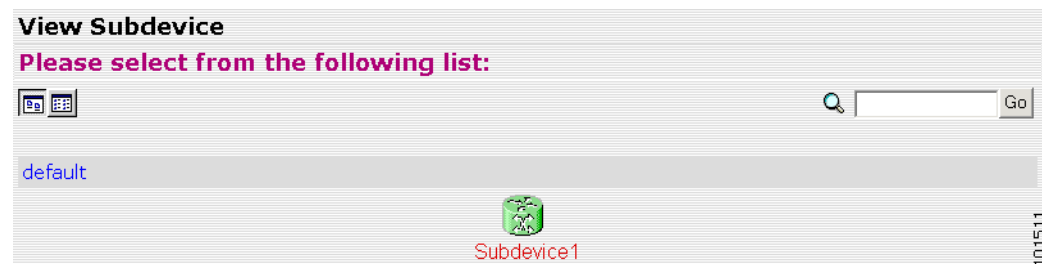 View Subdevice
Please select from the following list:
Go
default
Subdevice1
101511